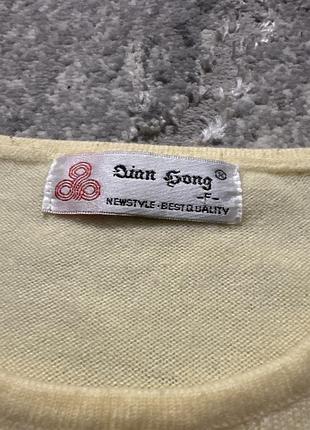 Qian Hong ®
-F-
NEWSTYLE·BESTQUALITY